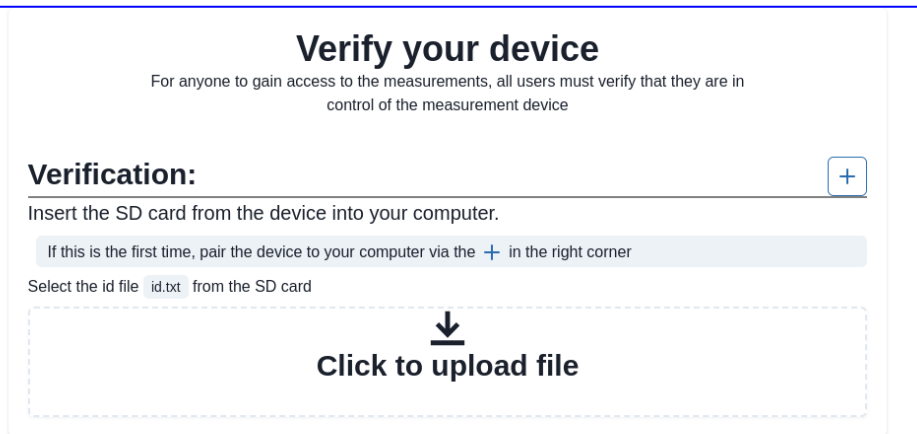 Verify your device
For anyone to gain access to the measurements, all users must verify that they are in
control of the measurement device
Verification:
+
Insert the SD card from the device into your computer.
If this is the first time, pair the device to your computer via the + in the right corner
Select the id file id.txt from the SD card
Click to upload file